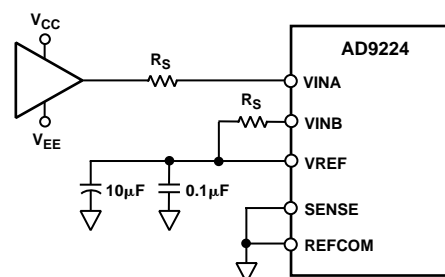 VCC
AD9224
RS
VINA
RS
VINB
VEE
VREF
10µF
0.1µF
SENSE
REFCOM